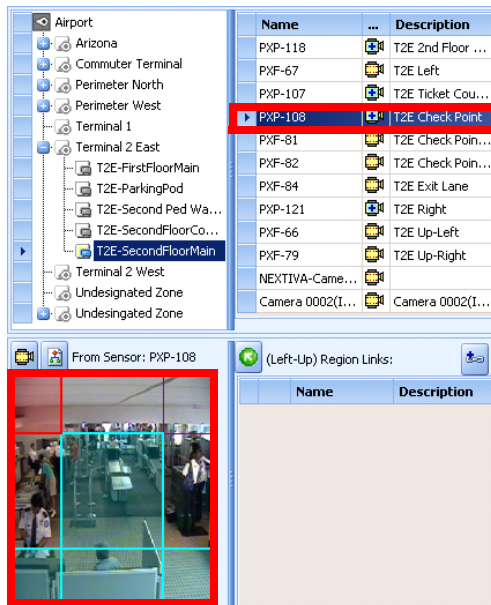 Airport
Arizona
Commuter Terminal
Perimeter North
Perimeter West
Terminal 1
Terminal 2 East
T2E-FirstFloorMain
T2E-ParkingPod
T2E-Second Ped Wa...
T2E-SecondFloorCo...
T2E-SecondFloorMain
Terminal 2 West
Undesignated Zone
Undesingated Zone
Name ... Description
PXP-118 T2E 2nd Floor ...
PXF-67 T2E Left
PXP-107 T2E Ticket Cou...
PXP-108 T2E Check Point
PXF-81 T2E Check Poin...
PXF-82 T2E Check Poin...
PXF-84 T2E Exit Lane
PXP-121 T2E Right
PXF-66 T2E Up-Left
PXF-79 T2E Up-Right
NEXTIVA-Came...
Camera 0002(I... Camera 0002(I...
From Sensor: PXP-108
(Left-Up) Region Links:
Name Description